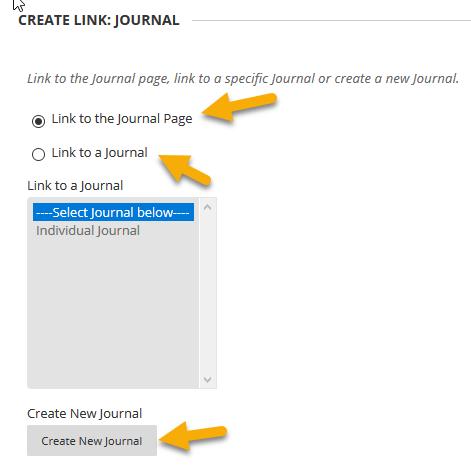 CREATE LINK: JOURNAL
Link to the Journal page, link to a specific Journal or create a new Journal.
Link to the Journal Page
Link to a Journal
Link to a Journal
----Select Journal below----
Individual Journal
Create New Journal
Create New Journal